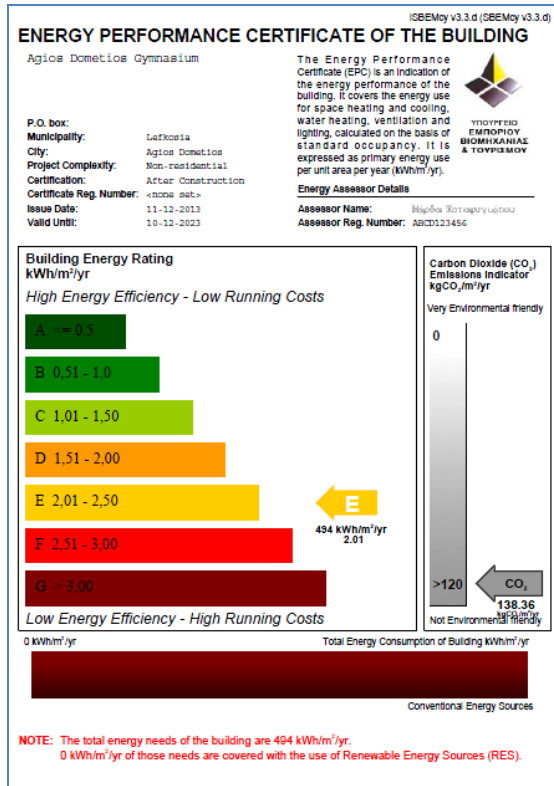 ISBEMcy v3.3.d (SBEMcy v3.3.d)
ENERGY PERFORMANCE CERTIFICATE OF THE BUILDING
Agios Dometios Gymnasium
The Energy Performance
Certificate (EPC) is an indication
of the energy performance of the
building. It covers the energy use
for space heating and cooling,
water heating, ventilation and
lighting, calculated on the basis of
standard occupancy. It is
expressed as primary energy use
per unit area per year (kWh/m²/yr).
ΥΠΟΥΡΓΕΙΟ
ΕΜΠΟΡΙΟΥ
ΒΙΟΜΗΧΑΝΙΑΣ
& ΤΟΥΡΙΣΜΟΥ
P.O. box:
Municipality: Lefkosia
City: Agios Dometios
Project Complexity: Non-residential
Certification: After Construction
Certificate Reg. Number: <none set>
Issue Date: 11-12-2013
Valid Until: 10-12-2023
Energy Assessor Details
Assessor Name:
Assessor Reg. Number: ABCD123456
Building Energy Rating
kWh/m²/yr
High Energy Efficiency - Low Running Costs
A <= 0.5
B 0,51 - 1,0
C 1,01 - 1,50
D 1,51 - 2,00
E 2,01 - 2,50
F 2,51 - 3,00
G > 3,00
E
494 kWh/m²/yr
2.01
Low Energy Efficiency - High Running Costs
Carbon Dioxide (CO₂)
Emissions Indicator
kgCO₂/m²/yr
Very Environmental friendly
0
>120
CO₂
138.36
kgCO₂/m²/yr
Not Environmental friendly
0 kWh/m²/yr
Total Energy Consumption of Building kWh/m²/yr
Conventional Energy Sources
NOTE: The total energy needs of the building are 494 kWh/m²/yr.
0 kWh/m²/yr of those needs are covered with the use of Renewable Energy Sources (RES).